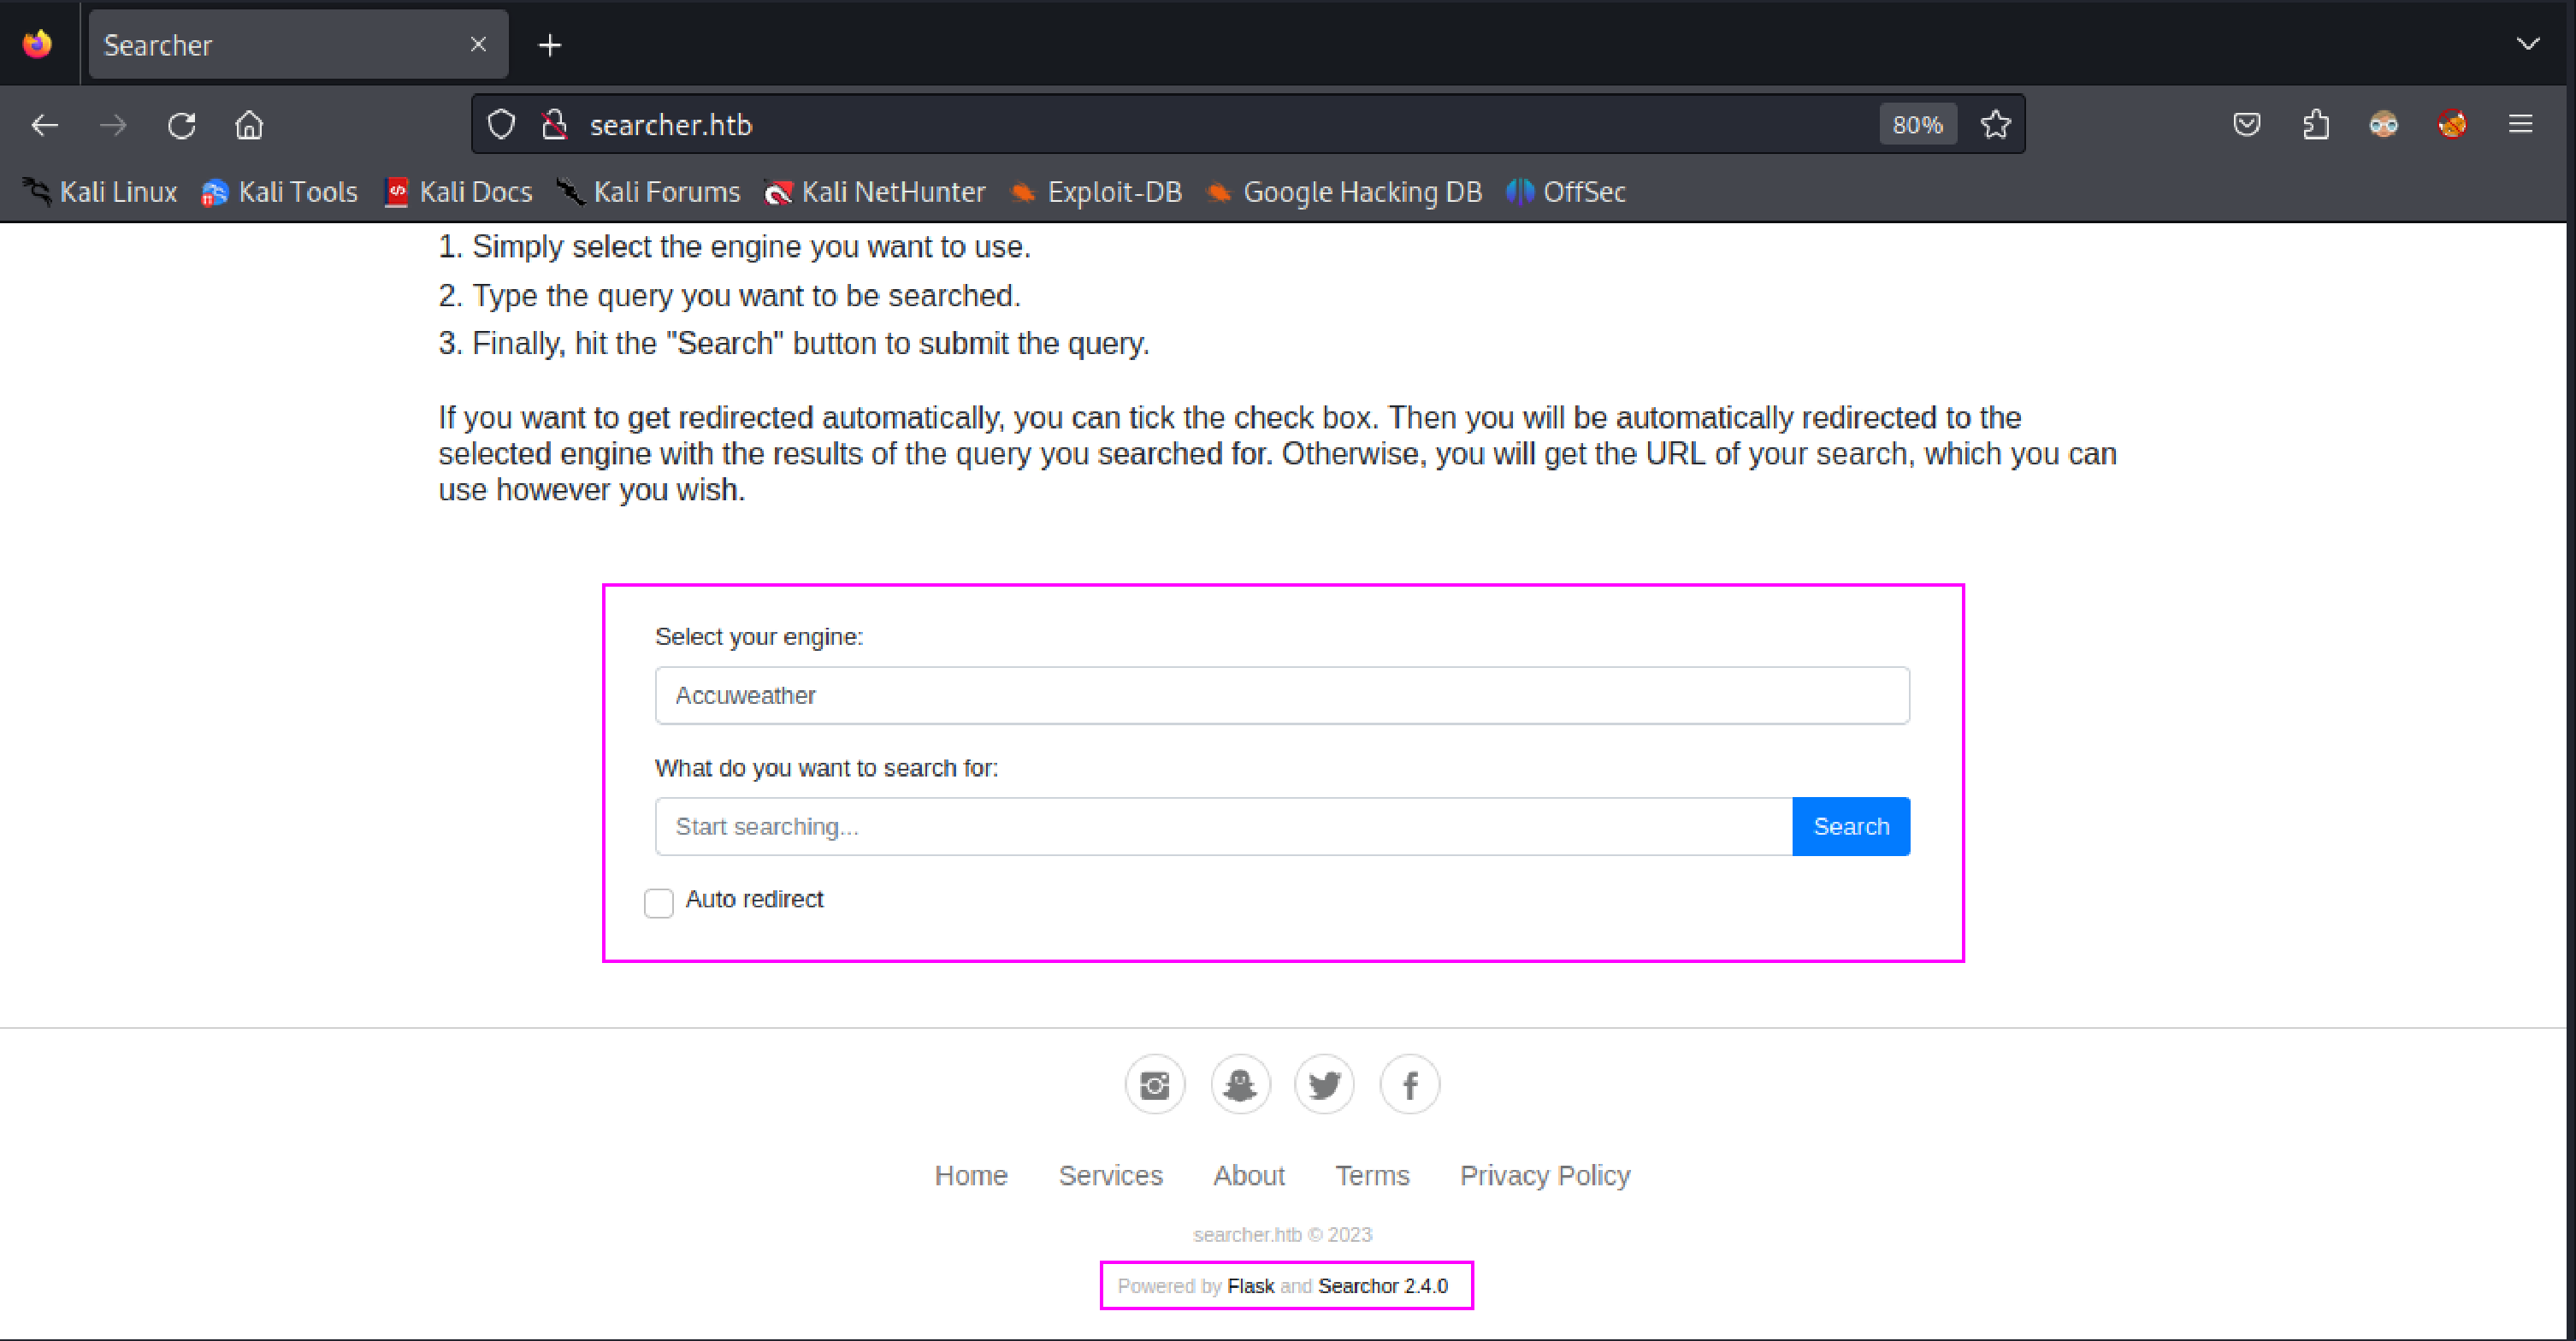 Searcher
searcher.htb
80%
Kali Linux Kali Tools Kali Docs Kali Forums Kali NetHunter Exploit-DB Google Hacking DB OffSec
1. Simply select the engine you want to use.
2. Type the query you want to be searched.
3. Finally, hit the "Search" button to submit the query.
If you want to get redirected automatically, you can tick the check box. Then you will be automatically redirected to the
selected engine with the results of the query you searched for. Otherwise, you will get the URL of your search, which you can
use however you wish.
Select your engine:
Accuweather
What do you want to search for:
Start searching...
Search
Auto redirect
Home Services About Terms Privacy Policy
searcher.htb © 2023
Powered by Flask and Searchor 2.4.0